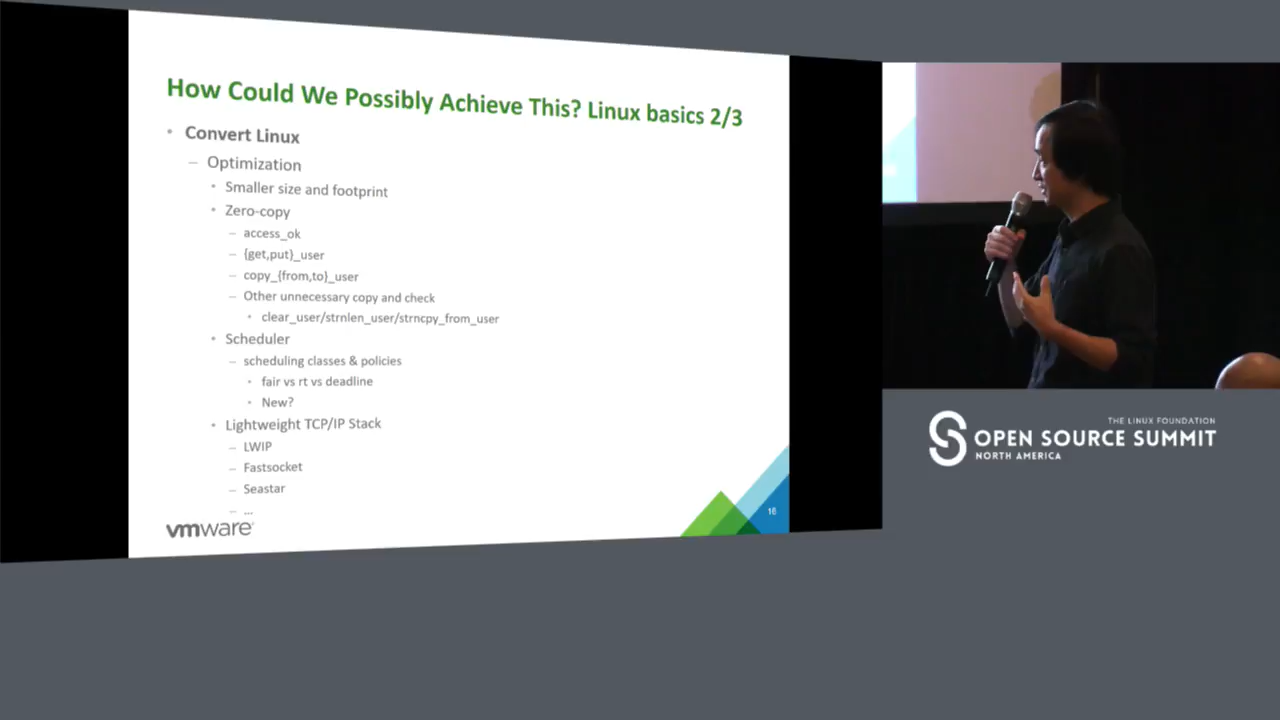 How Could We Possibly Achieve This? Linux basics 2/3
• Convert Linux
– Optimization
• Smaller size and footprint
• Zero-copy
– access_ok
– {get,put}_user
– copy_{from,to}_user
– Other unnecessary copy and check
• clear_user/strnlen_user/strncpy_from_user
• Scheduler
– scheduling classes & policies
• fair vs rt vs deadline
• New?
• Lightweight TCP/IP Stack
– LWIP
– Fastsocket
– Seastar
– ...
vmware
16
THE LINUX FOUNDATION
OPEN SOURCE SUMMIT
NORTH AMERICA